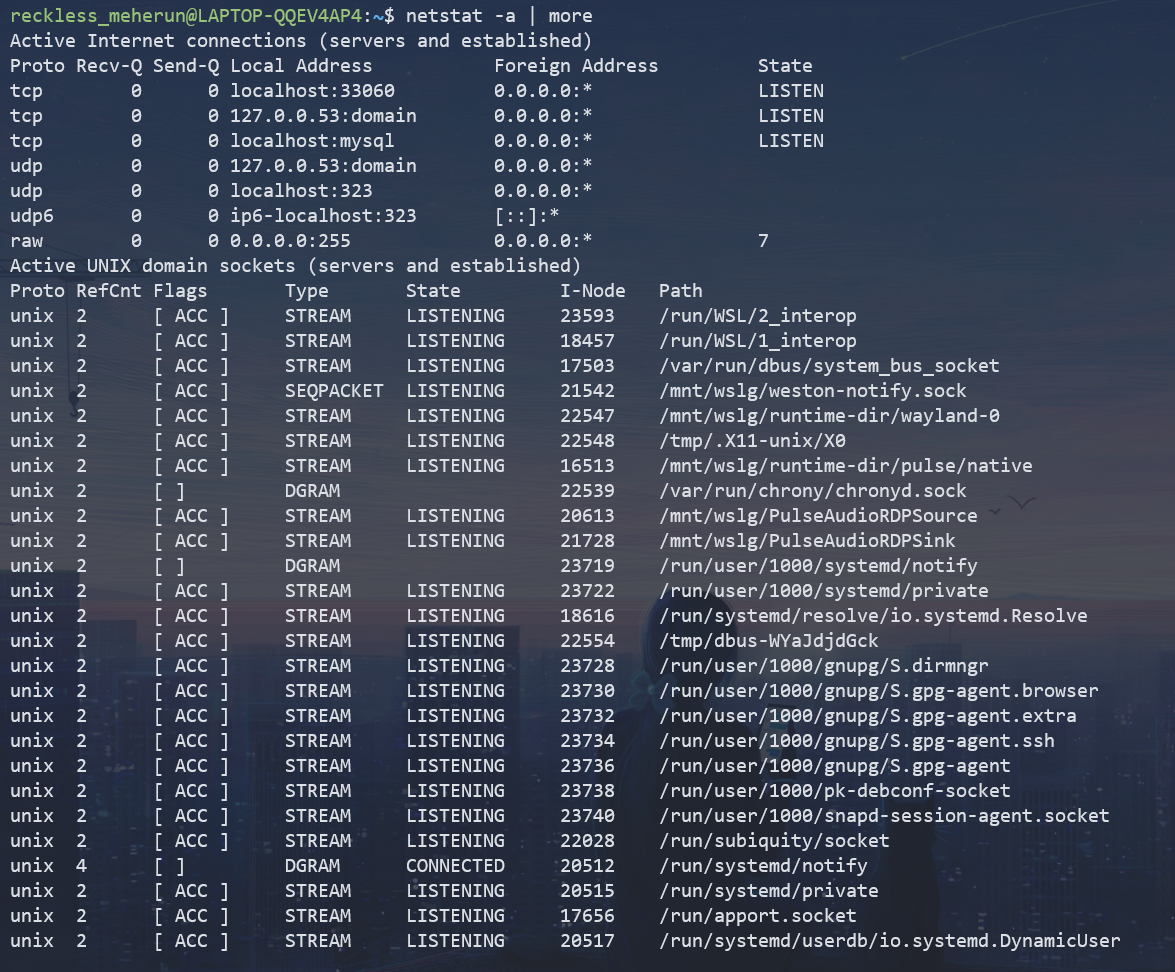 reckless_meherun@LAPTOP-QQEV4AP4:~$ netstat -a | more
Active Internet connections (servers and established)
Proto Recv-Q Send-Q Local Address           Foreign Address         State
tcp        0      0 localhost:33060         0.0.0.0:*               LISTEN
tcp        0      0 127.0.0.53:domain       0.0.0.0:*               LISTEN
tcp        0      0 localhost:mysql         0.0.0.0:*               LISTEN
udp        0      0 127.0.0.53:domain       0.0.0.0:*
udp        0      0 localhost:323           0.0.0.0:*
udp6       0      0 ip6-localhost:323       [::]:*
raw        0      0 0.0.0.0:255             0.0.0.0:*               7
Active UNIX domain sockets (servers and established)
Proto RefCnt Flags       Type       State         I-Node   Path
unix  2      [ ACC ]     STREAM     LISTENING     23593    /run/WSL/2_interop
unix  2      [ ACC ]     STREAM     LISTENING     18457    /run/WSL/1_interop
unix  2      [ ACC ]     STREAM     LISTENING     17503    /var/run/dbus/system_bus_socket
unix  2      [ ACC ]     SEQPACKET  LISTENING     21542    /mnt/wslg/weston-notify.sock
unix  2      [ ACC ]     STREAM     LISTENING     22547    /mnt/wslg/runtime-dir/wayland-0
unix  2      [ ACC ]     STREAM     LISTENING     22548    /tmp/.X11-unix/X0
unix  2      [ ACC ]     STREAM     LISTENING     16513    /mnt/wslg/runtime-dir/pulse/native
unix  2      [ ]         DGRAM                    22539    /var/run/chrony/chronyd.sock
unix  2      [ ACC ]     STREAM     LISTENING     20613    /mnt/wslg/PulseAudioRDPSource
unix  2      [ ACC ]     STREAM     LISTENING     21728    /mnt/wslg/PulseAudioRDPSink
unix  2      [ ]         DGRAM                    23719    /run/user/1000/systemd/notify
unix  2      [ ACC ]     STREAM     LISTENING     23722    /run/user/1000/systemd/private
unix  2      [ ACC ]     STREAM     LISTENING     18616    /run/systemd/resolve/io.systemd.Resolve
unix  2      [ ACC ]     STREAM     LISTENING     22554    /tmp/dbus-WYaJdjdGck
unix  2      [ ACC ]     STREAM     LISTENING     23728    /run/user/1000/gnupg/S.dirmngr
unix  2      [ ACC ]     STREAM     LISTENING     23730    /run/user/1000/gnupg/S.gpg-agent.browser
unix  2      [ ACC ]     STREAM     LISTENING     23732    /run/user/1000/gnupg/S.gpg-agent.extra
unix  2      [ ACC ]     STREAM     LISTENING     23734    /run/user/1000/gnupg/S.gpg-agent.ssh
unix  2      [ ACC ]     STREAM     LISTENING     23736    /run/user/1000/gnupg/S.gpg-agent
unix  2      [ ACC ]     STREAM     LISTENING     23738    /run/user/1000/pk-debconf-socket
unix  2      [ ACC ]     STREAM     LISTENING     23740    /run/user/1000/snapd-session-agent.socket
unix  2      [ ACC ]     STREAM     LISTENING     22028    /run/subiquity/socket
unix  4      [ ]         DGRAM      CONNECTED     20512    /run/systemd/notify
unix  2      [ ACC ]     STREAM     LISTENING     20515    /run/systemd/private
unix  2      [ ACC ]     STREAM     LISTENING     17656    /run/apport.socket
unix  2      [ ACC ]     STREAM     LISTENING     20517    /run/systemd/userdb/io.systemd.DynamicUser